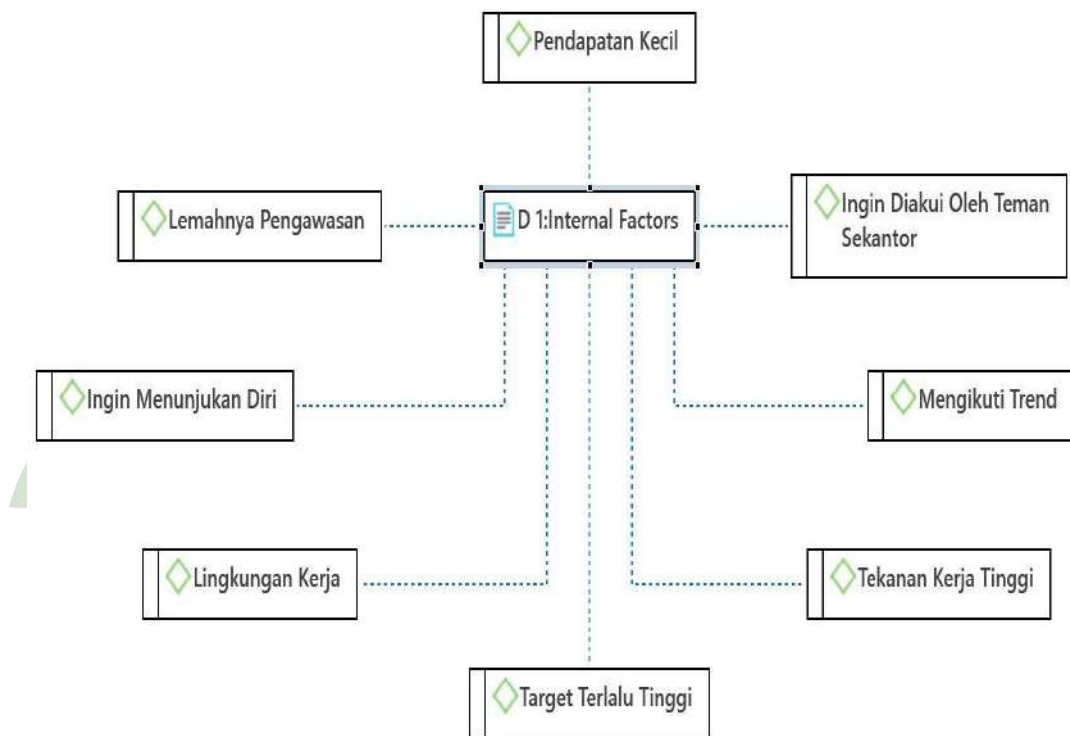 Pendapatan Kecil
Lemahnya Pengawasan
D 1:Internal Factors
Ingin Diakui Oleh Teman
Sekantor
Ingin Menunjukan Diri
Mengikuti Trend
Lingkungan Kerja
Tekanan Kerja Tinggi
Target Terlalu Tinggi